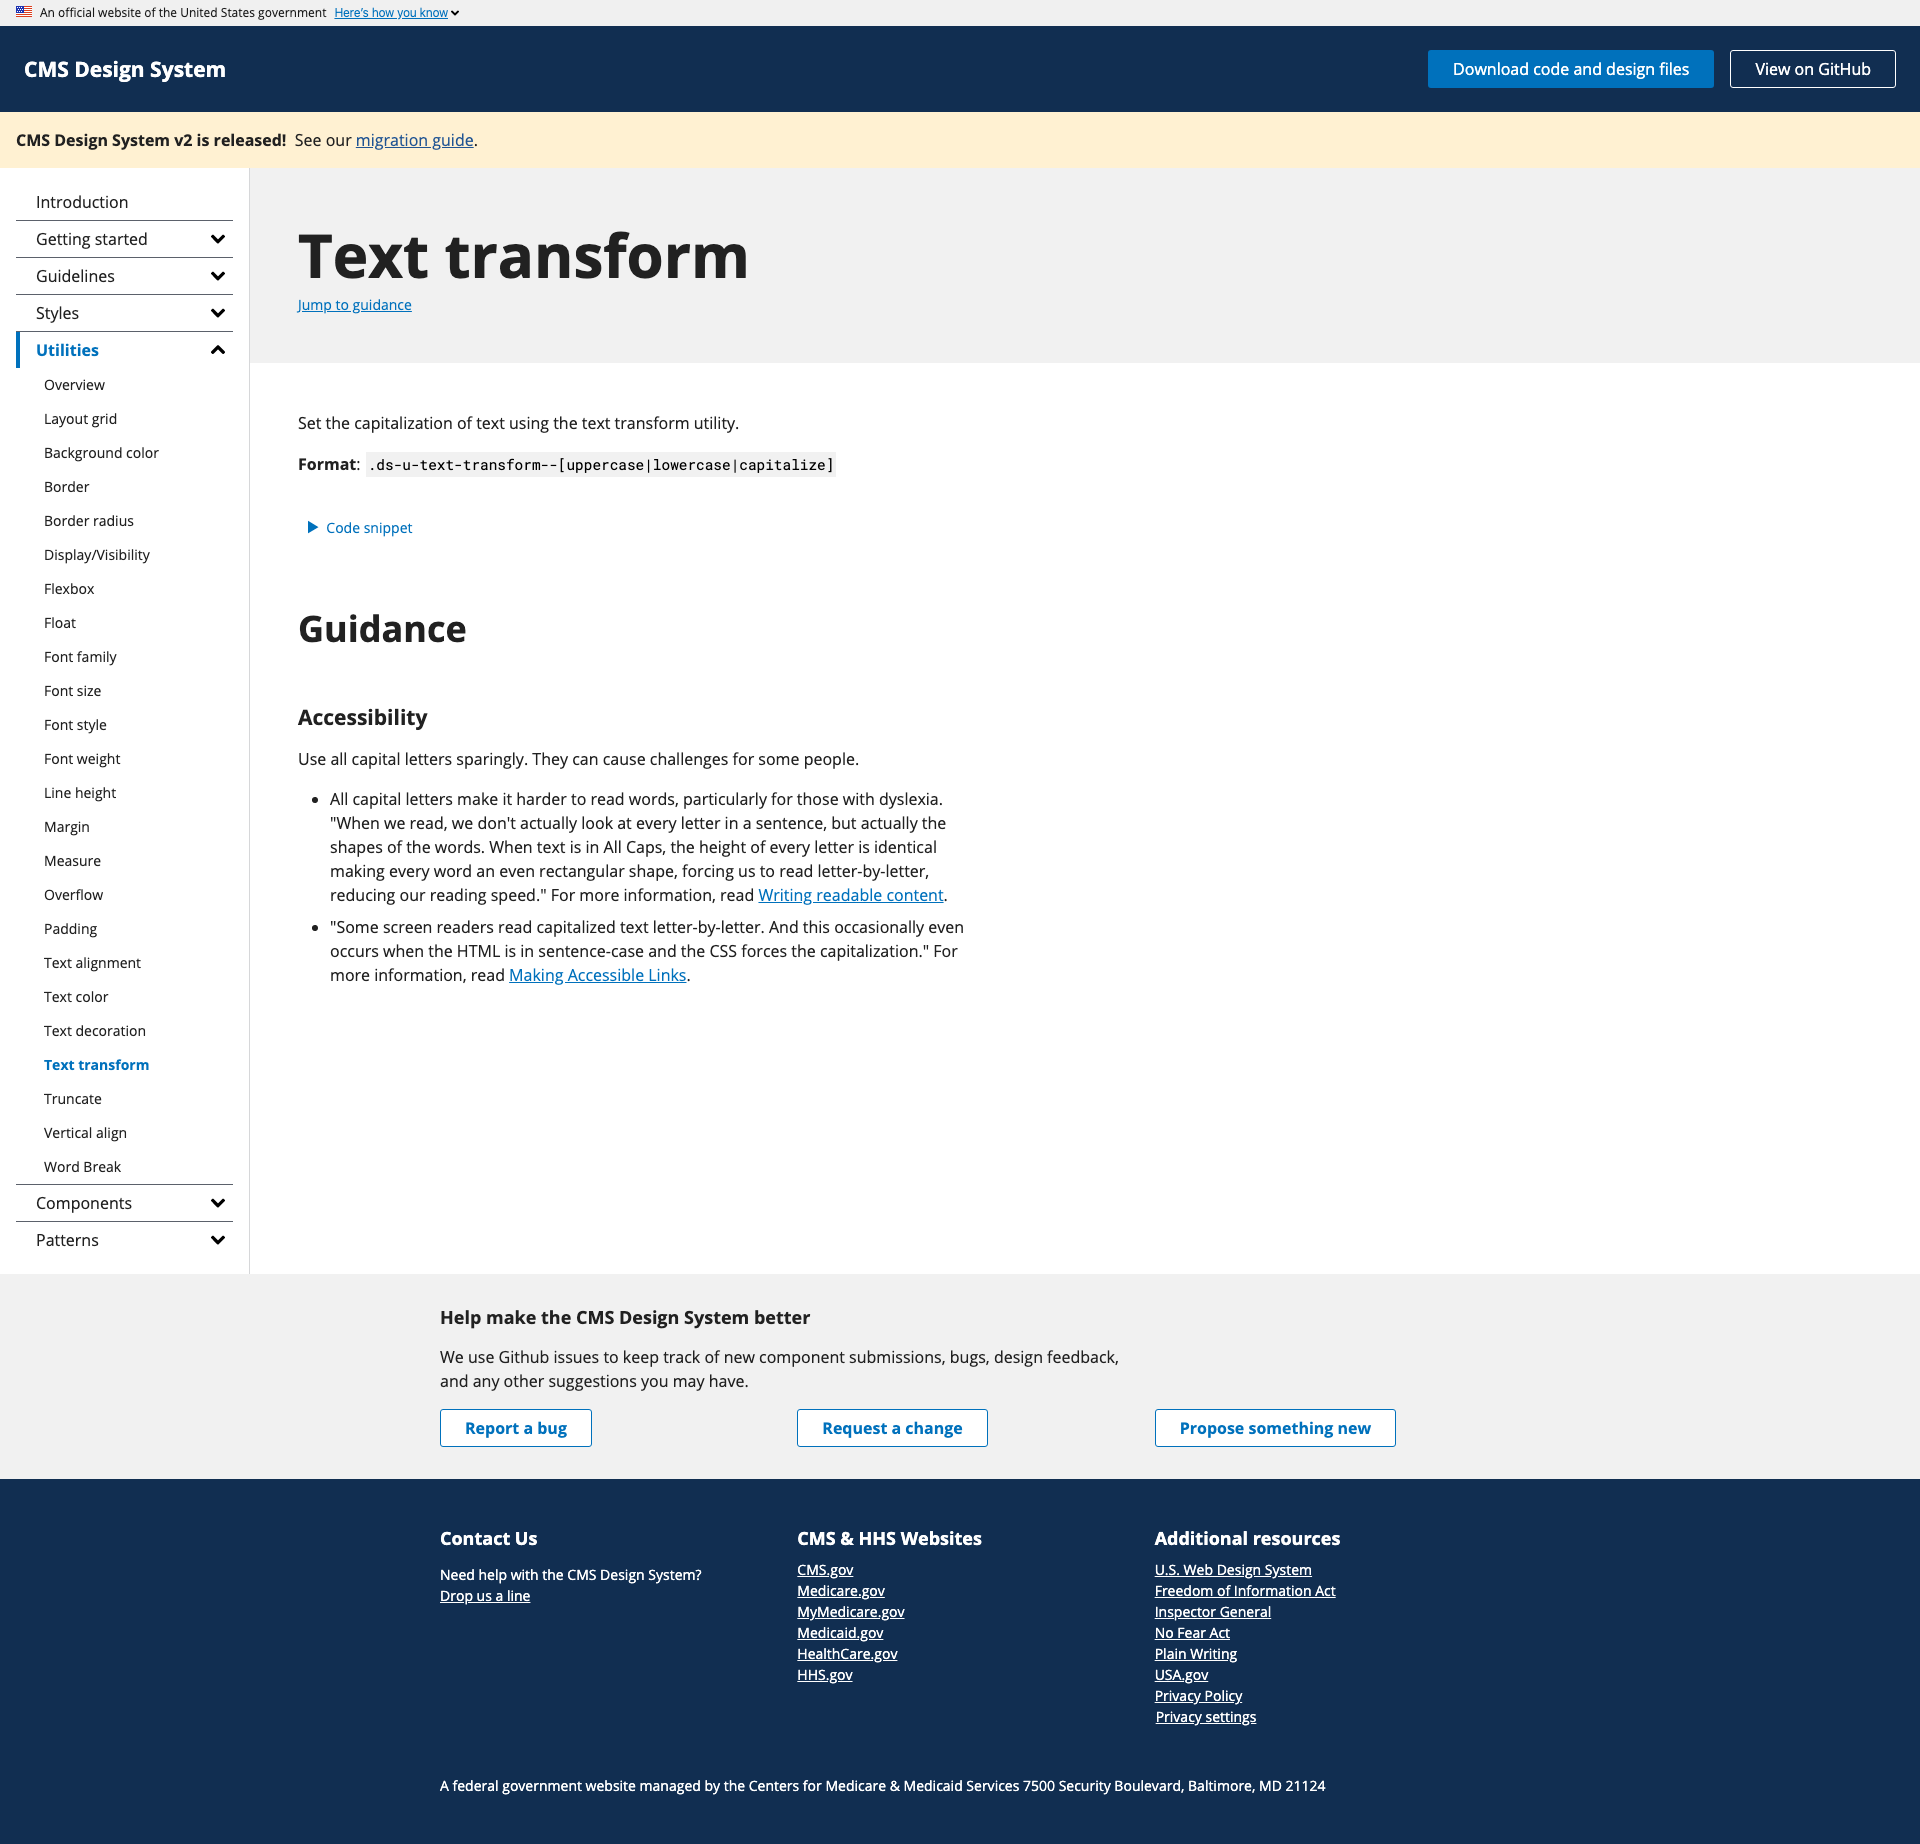 An official website of the United States government Here's how you know
CMS Design System
Download code and design files
View on GitHub
CMS Design System v2 is released! See our migration guide.
Introduction
Getting started
Guidelines
Styles
Utilities
Overview
Layout grid
Background color
Border
Border radius
Display/Visibility
Flexbox
Float
Font family
Font size
Font style
Font weight
Line height
Margin
Measure
Overflow
Padding
Text alignment
Text color
Text decoration
Text transform
Truncate
Vertical align
Word Break
Components
Patterns
Text transform
Jump to guidance
Set the capitalization of text using the text transform utility.
Format: .ds-u-text-transform--[uppercase|lowercase|capitalize]
Code snippet
Guidance
Accessibility
Use all capital letters sparingly. They can cause challenges for some people.
All capital letters make it harder to read words, particularly for those with dyslexia.
"When we read, we don't actually look at every letter in a sentence, but actually the
shapes of the words. When text is in All Caps, the height of every letter is identical
making every word an even rectangular shape, forcing us to read letter-by-letter,
reducing our reading speed." For more information, read Writing readable content.
"Some screen readers read capitalized text letter-by-letter. And this occasionally even
occurs when the HTML is in sentence-case and the CSS forces the capitalization." For
more information, read Making Accessible Links.
Help make the CMS Design System better
We use Github issues to keep track of new component submissions, bugs, design feedback,
and any other suggestions you may have.
Report a bug
Request a change
Propose something new
Contact Us
Need help with the CMS Design System?
Drop us a line
CMS & HHS Websites
CMS.gov
Medicare.gov
MyMedicare.gov
Medicaid.gov
HealthCare.gov
HHS.gov
Additional resources
U.S. Web Design System
Freedom of Information Act
Inspector General
No Fear Act
Plain Writing
USA.gov
Privacy Policy
Privacy settings
A federal government website managed by the Centers for Medicare & Medicaid Services 7500 Security Boulevard, Baltimore, MD 21124